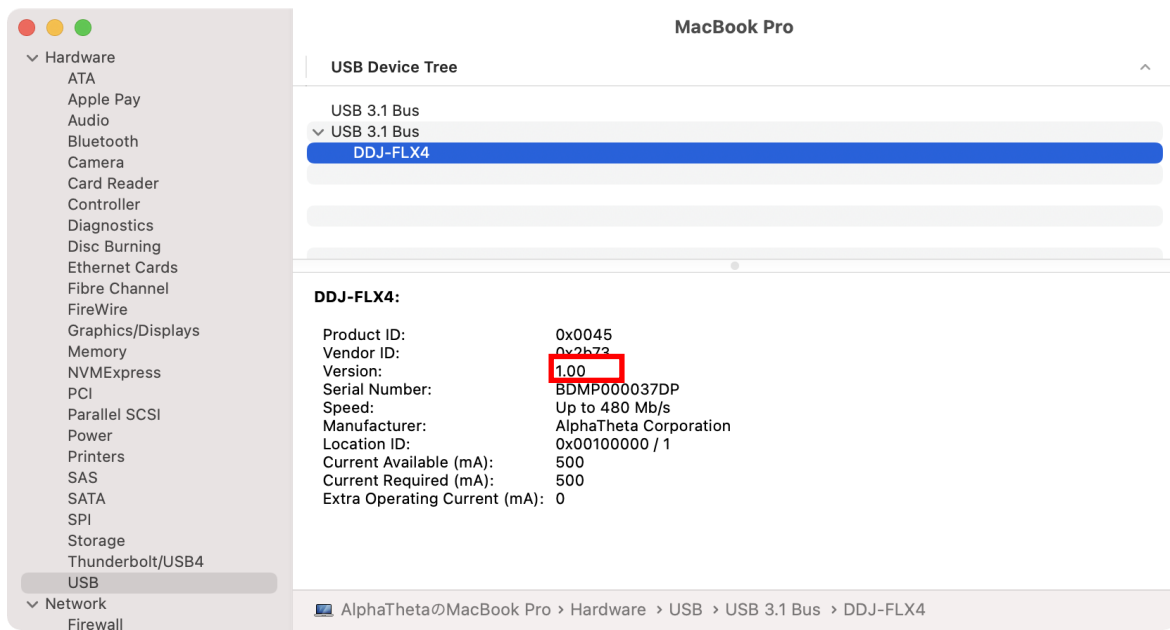 MacBook Pro
Hardware
ATA
Apple Pay
Audio
Bluetooth
Camera
Card Reader
Controller
Diagnostics
Disc Burning
Ethernet Cards
Fibre Channel
FireWire
Graphics/Displays
Memory
NVMExpress
PCI
Parallel SCSI
Power
Printers
SAS
SATA
SPI
Storage
Thunderbolt/USB4
USB
Network
Firewall
USB Device Tree
USB 3.1 Bus
USB 3.1 Bus
DDJ-FLX4
DDJ-FLX4:
Product ID: 0x0045
Vendor ID: 0x2b73
Version: 1.00
Serial Number: BDMP000037DP
Speed: Up to 480 Mb/s
Manufacturer: AlphaTheta Corporation
Location ID: 0x00100000 / 1
Current Available (mA): 500
Current Required (mA): 500
Extra Operating Current (mA): 0
AlphaThetaのMacBook Pro › Hardware › USB › USB 3.1 Bus › DDJ-FLX4